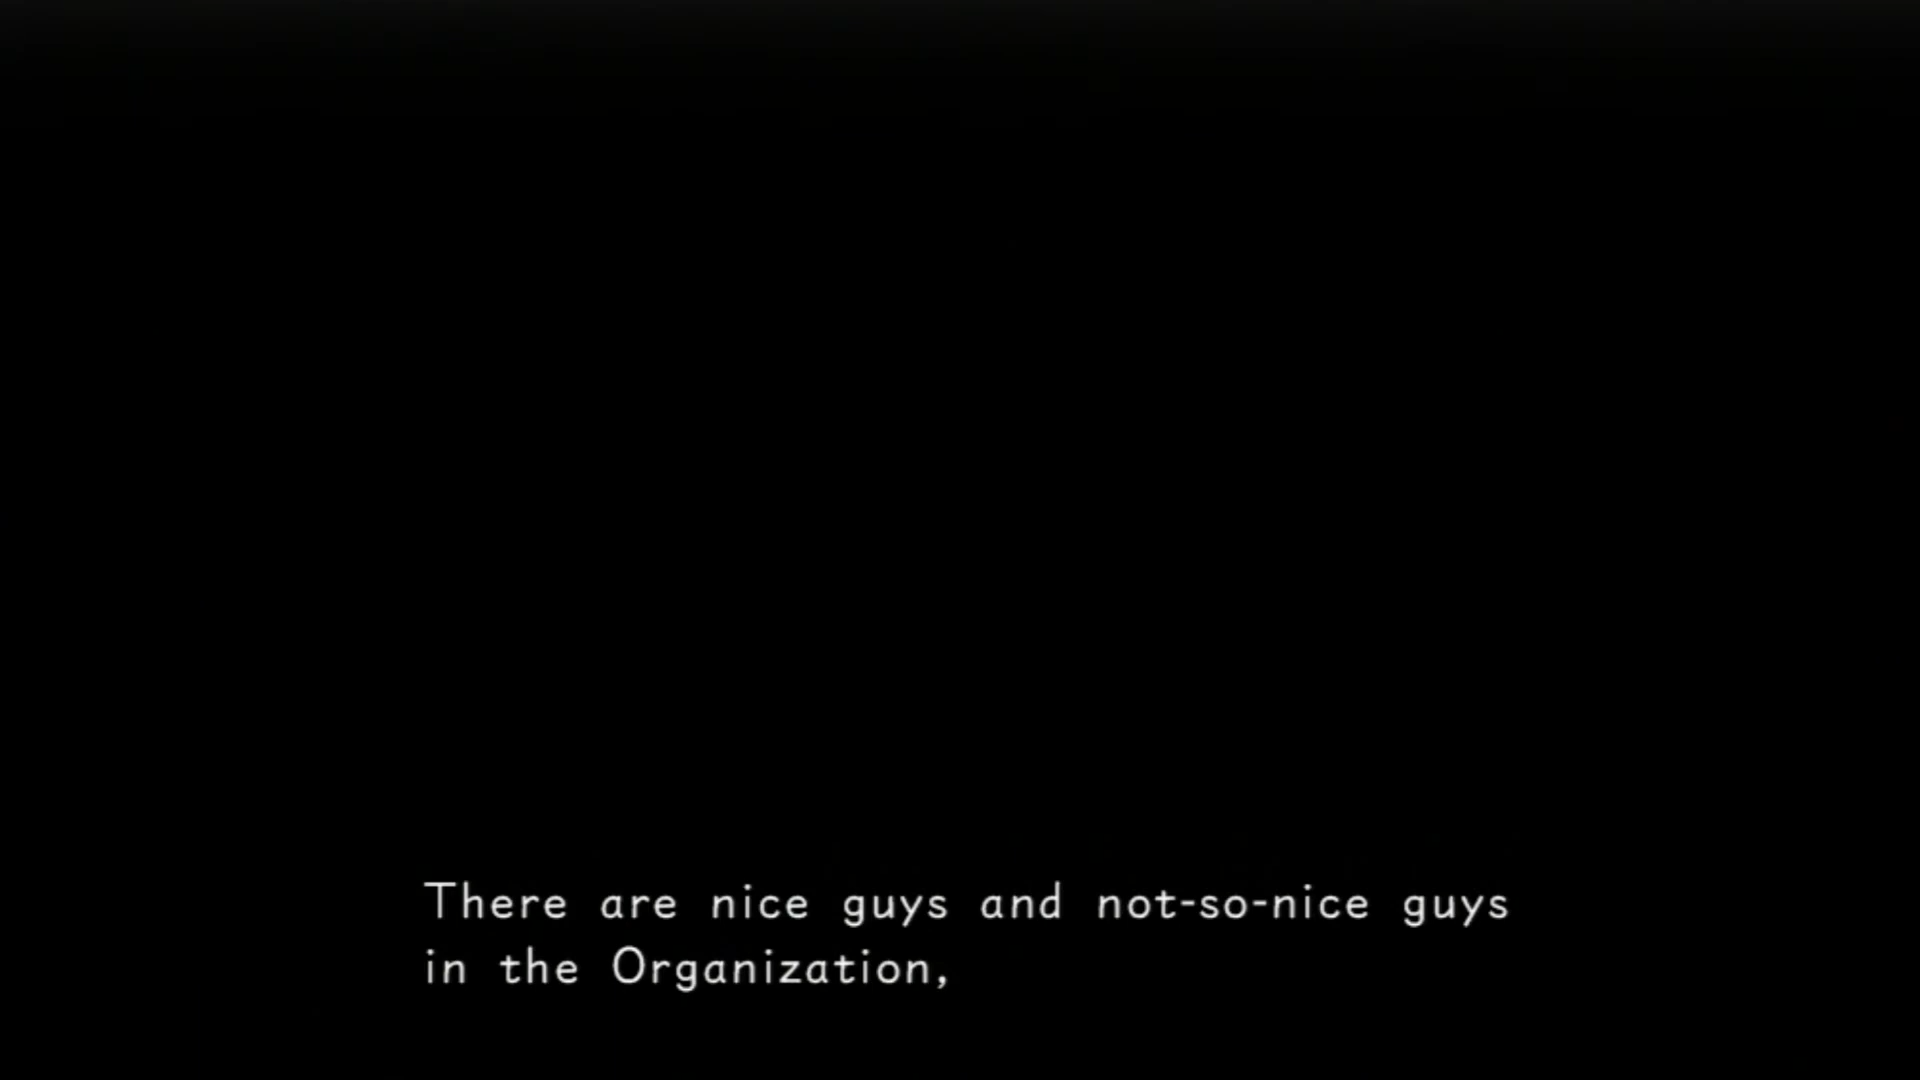 There are nice guys and not-so-nice guys
in the Organization,